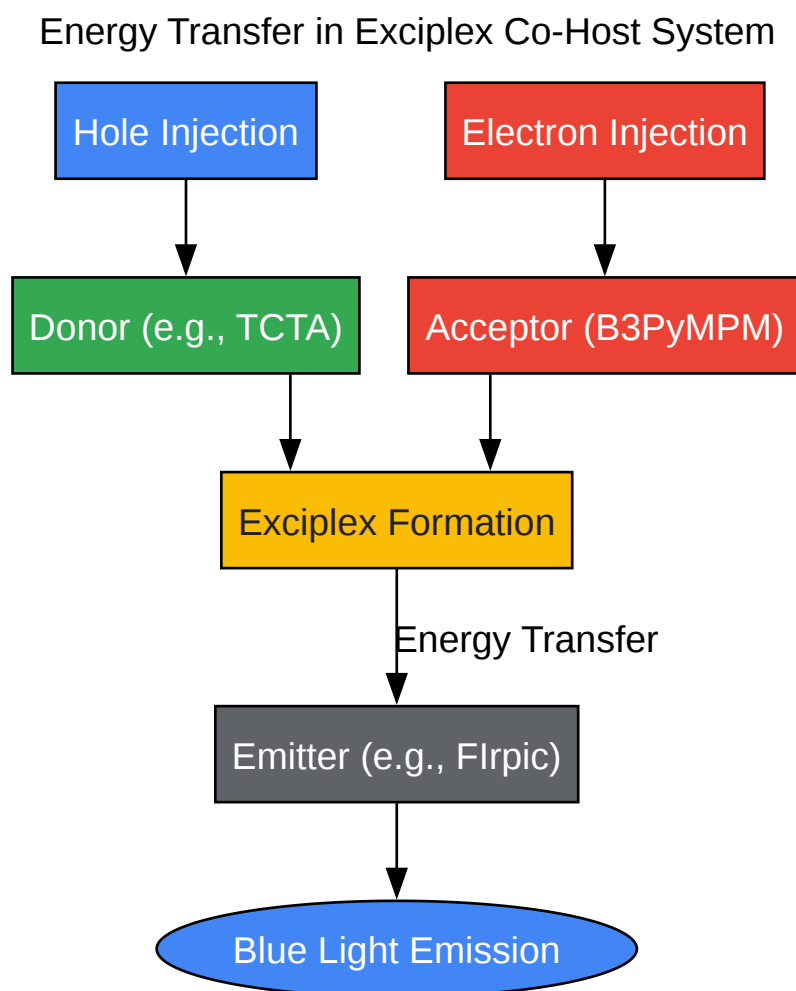 Energy Transfer in Exciplex Co-Host System
Hole Injection
Electron Injection
Donor (e.g., TCTA)
Acceptor (B3PyMPM)
Exciplex Formation
Energy Transfer
Emitter (e.g., FIrpic)
Blue Light Emission